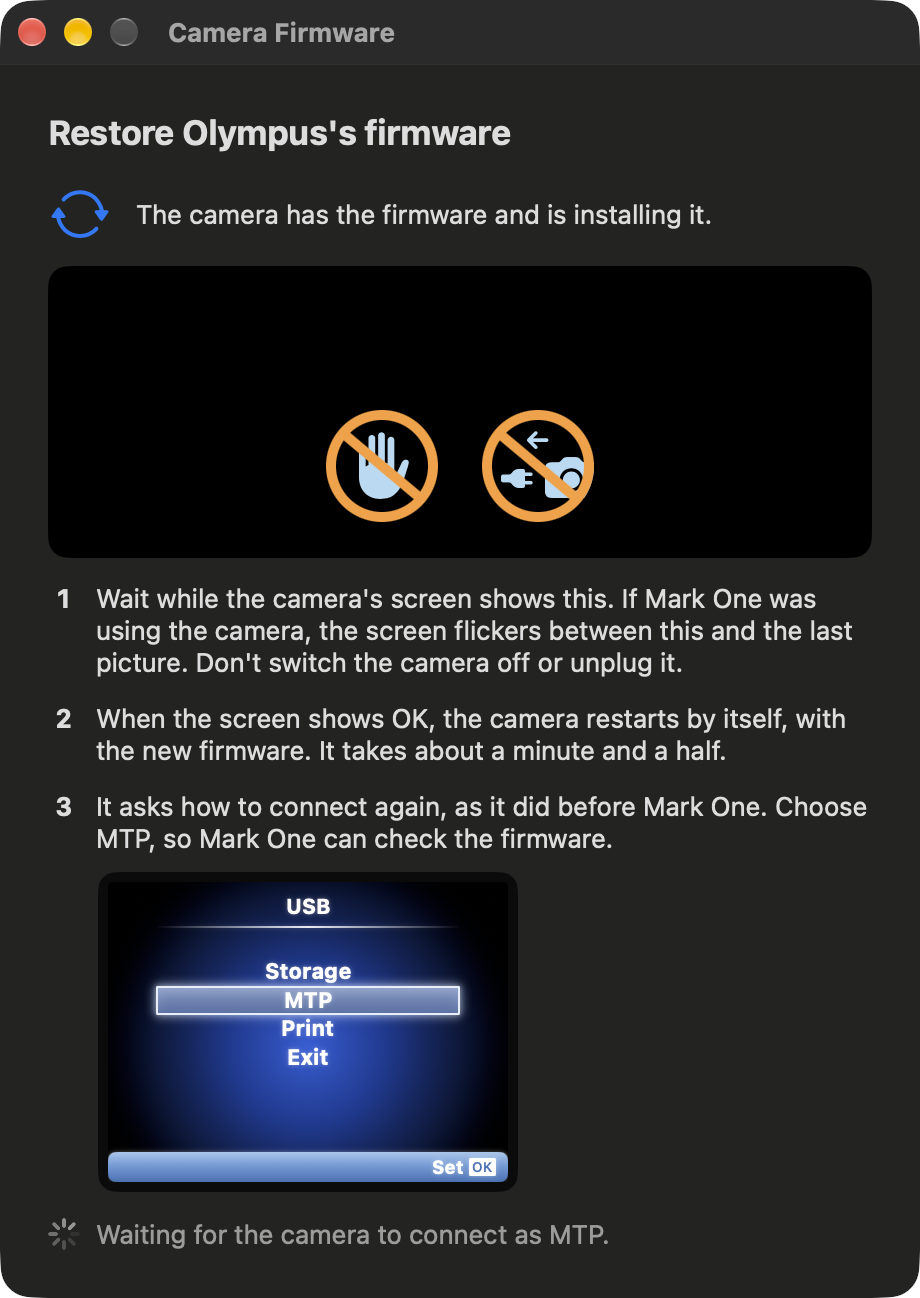 Camera Firmware
Restore Olympus's firmware
The camera has the firmware and is installing it.
1 Wait while the camera's screen shows this. If Mark One was
using the camera, the screen flickers between this and the last
picture. Don't switch the camera off or unplug it.
2 When the screen shows OK, the camera restarts by itself, with
the new firmware. It takes about a minute and a half.
3 It asks how to connect again, as it did before Mark One. Choose
MTP, so Mark One can check the firmware.
USB
Storage
MTP
Print
Exit
Set OK
Waiting for the camera to connect as MTP.